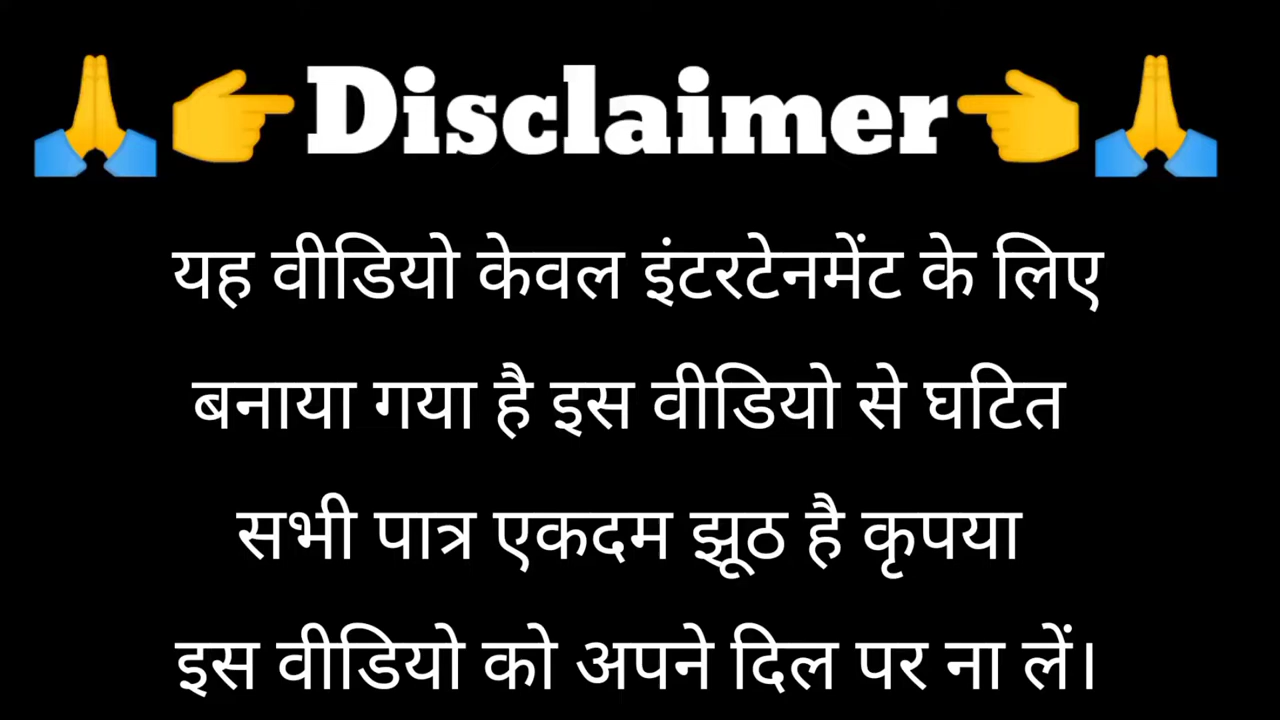 🙏👉Disclaimer👈🙏
यह वीडियो केवल इंटरटेनमेंट के लिए
बनाया गया है इस वीडियो से घटित
सभी पात्र एकदम झूठ है कृपया
इस वीडियो को अपने दिल पर ना लें।